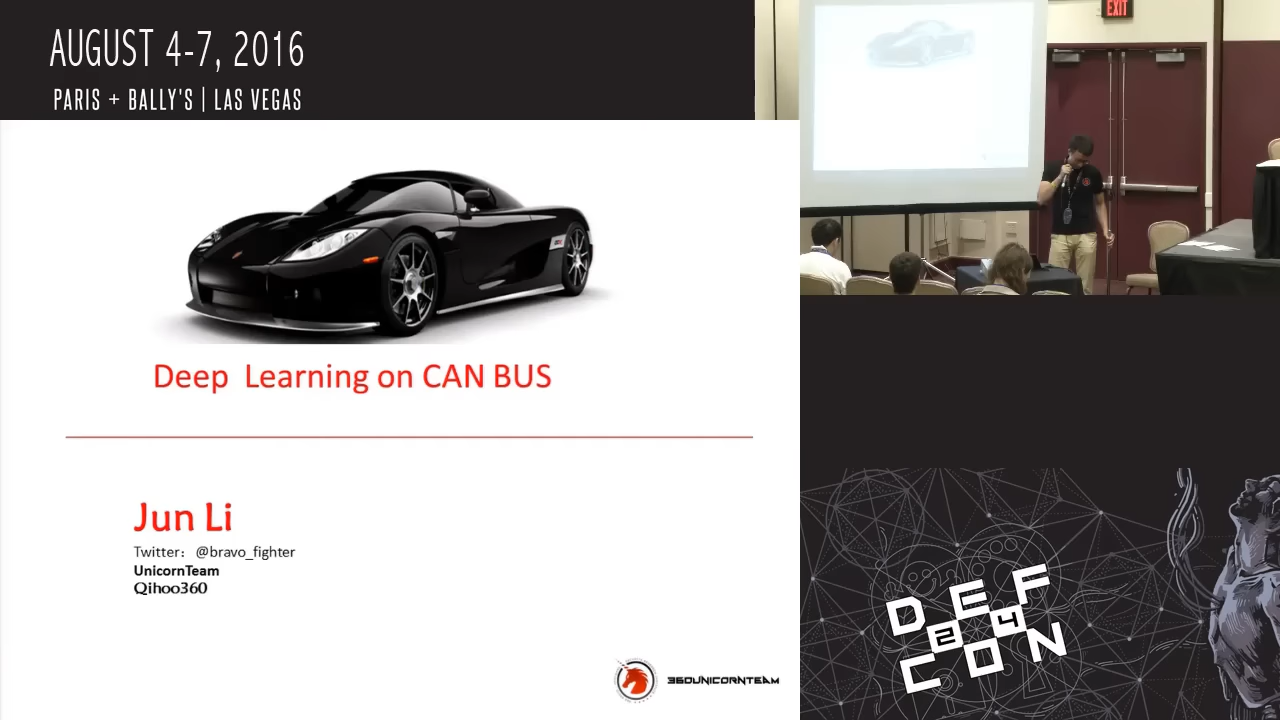 AUGUST 4-7, 2016
PARIS + BALLY'S | LAS VEGAS
EXIT
Deep Learning on CAN BUS
Jun Li
Twitter： @bravo_fighter
UnicornTeam
Qihoo360
360UNICORNTEAM
DEF
24
CON